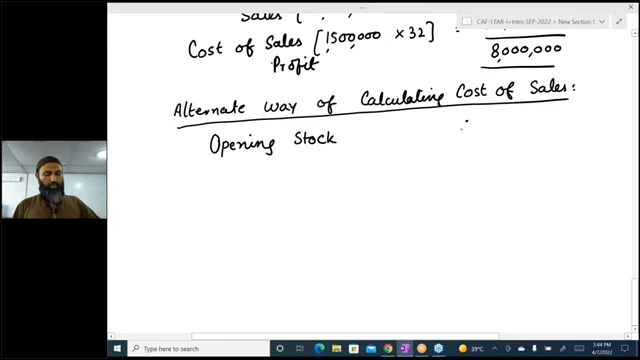 CAF-1 FAR-I+Intro SEP-2022 > New Section 1
Sales [
Cost of Sales [1500,000 × 32] =
8,000,000
Profit
Alternate way of Calculating Cost of Sales:
Opening Stock
Type here to search
39°C
3:44 PM
4/7/2022